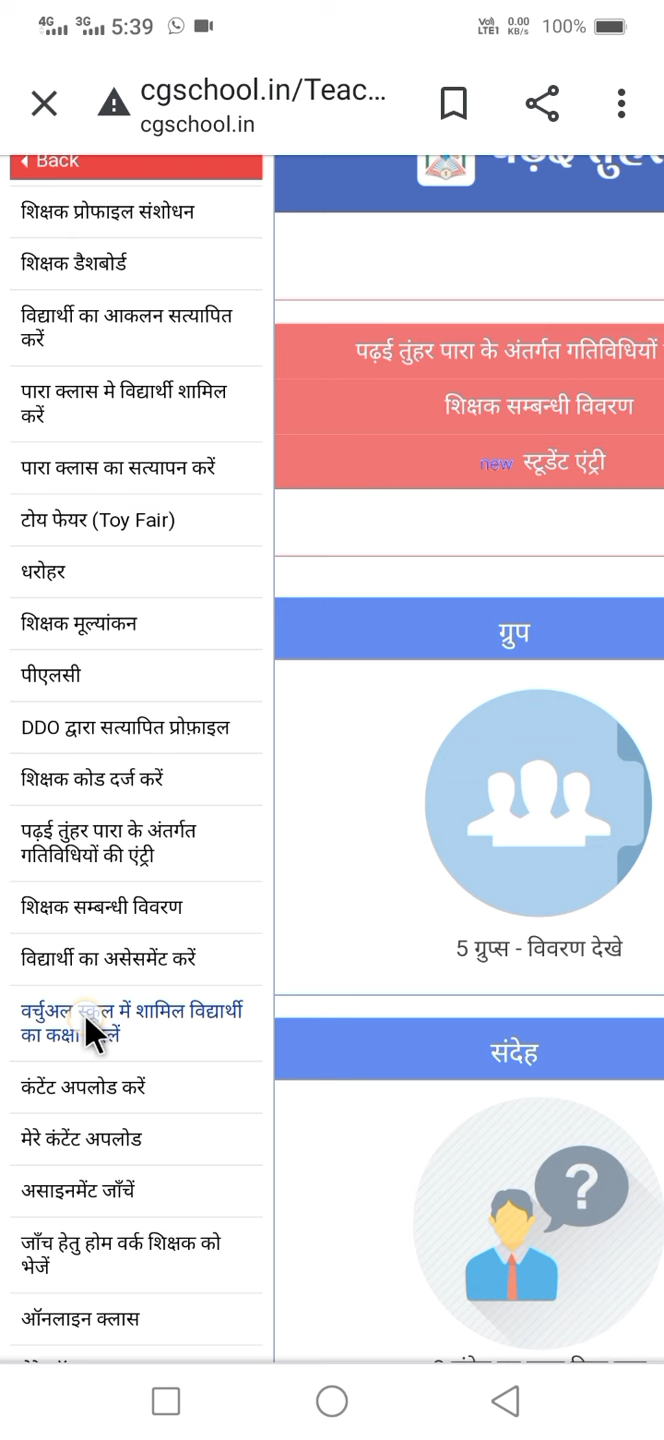 4G 3G 5:39
Vo) LTE1 0.00 KB/s 100%
cgschool.in/Teac...
cgschool.in
Back
शिक्षक प्रोफाइल संशोधन
शिक्षक डैशबोर्ड
विद्यार्थी का आकलन सत्यापित
करें
पारा क्लास मे विद्यार्थी शामिल
करें
पारा क्लास का सत्यापन करें
टोय फेयर (Toy Fair)
धरोहर
शिक्षक मूल्यांकन
पीएलसी
DDO द्वारा सत्यापित प्रोफ़ाइल
शिक्षक कोड दर्ज करें
पढ़ई तुंहर पारा के अंतर्गत
गतिविधियों की एंट्री
शिक्षक सम्बन्धी विवरण
विद्यार्थी का असेसमेंट करें
वर्चुअल स्कूल में शामिल विद्यार्थी
का कक्षा
कंटेंट अपलोड करें
मेरे कंटेंट अपलोड
असाइनमेंट जाँचें
जाँच हेतु होम वर्क शिक्षक को
भेजें
ऑनलाइन क्लास
पढ़ई तुंहर पारा के अंतर्गत गतिविधियों
शिक्षक सम्बन्धी विवरण
new स्टूडेंट एंट्री
ग्रुप
5 ग्रुप्स - विवरण देखे
संदेह
?